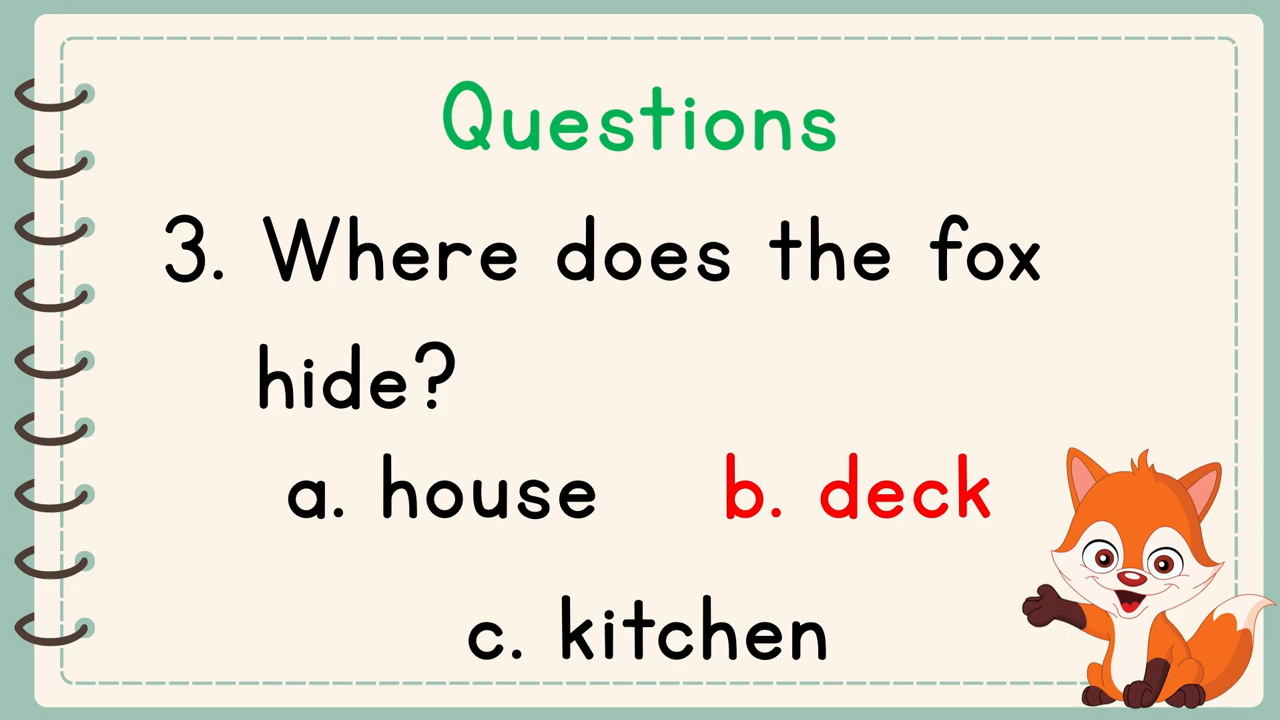 Questions
3. Where does the fox
hide?
a. house b. deck
c. kitchen